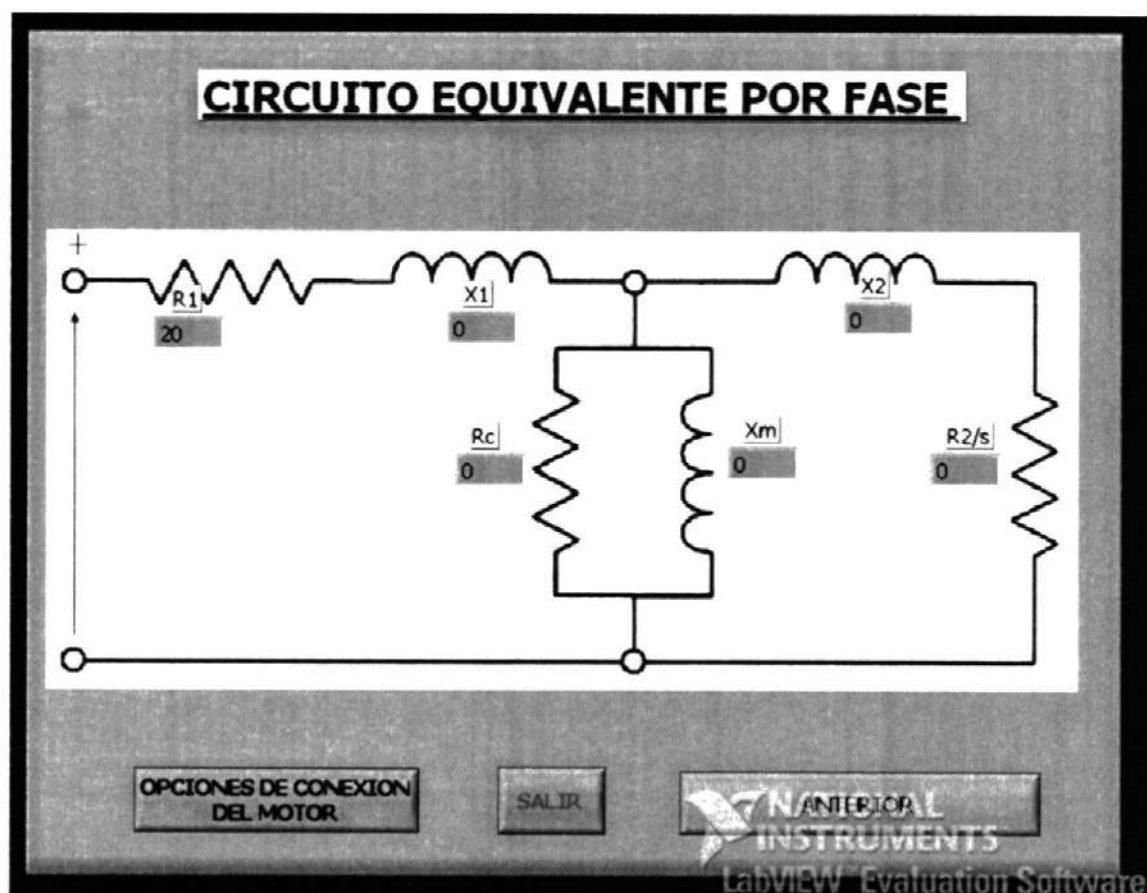 CIRCUITO EQUIVALENTE POR FASE
+
R1
20
X1
0
X2
0
Rc
0
Xm
0
R2/s
0
OPCIONES DE CONEXION
DEL MOTOR
SALIR
ANTERIOR
NATIONAL
INSTRUMENTS
LabVIEW Evaluation Software